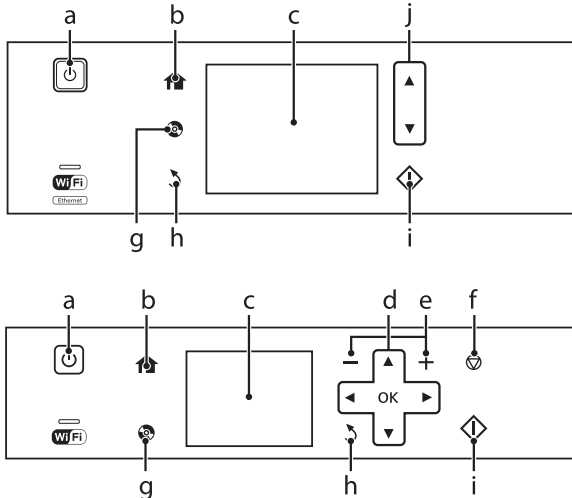 a b c j
WiFi
Ethernet
g h i
a b c d e f
− +
OK
WiFi
g h i